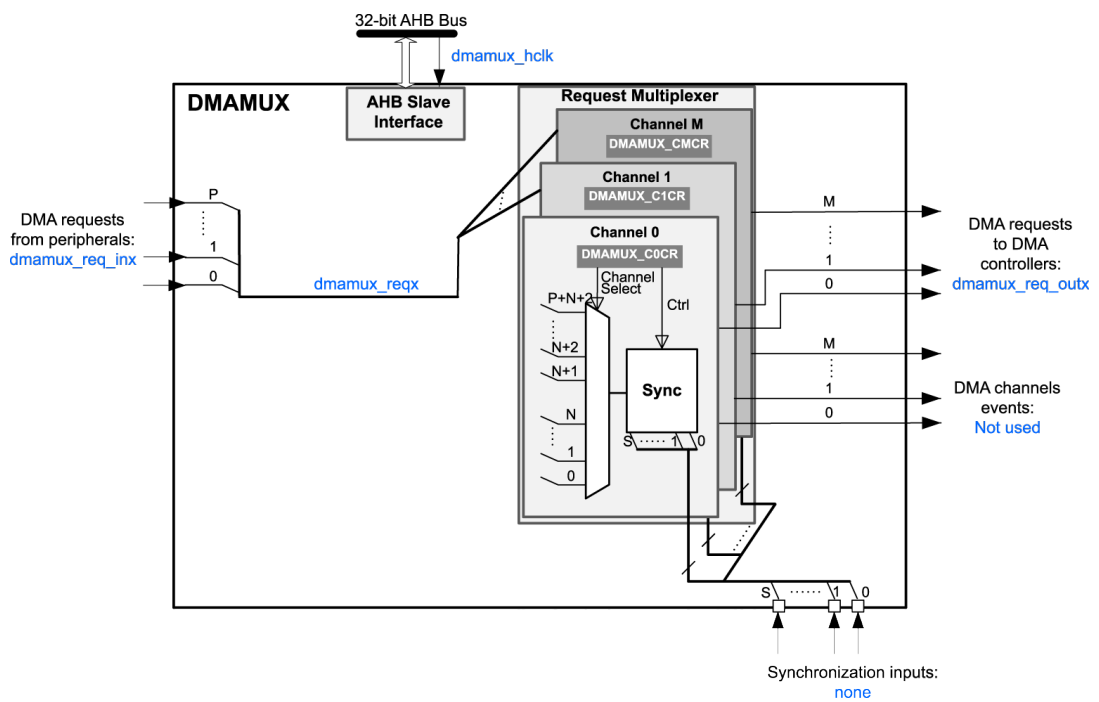 32-bit AHB Bus
dmamux_hclk
DMAMUX
AHB Slave
Interface
Request Multiplexer
Channel M
DMAMUX_CMCR
Channel 1
DMAMUX_C1CR
Channel 0
DMAMUX_C0CR
Channel
Select
Ctrl
P
1
0
DMA requests
from peripherals:
dmamux_req_inx
dmamux_reqx
P+N+2
N+2
N+1
N
1
0
Sync
S
1
0
M
1
0
DMA requests
to DMA
controllers:
dmamux_req_outx
M
1
0
DMA channels
events:
Not used
S
1
0
Synchronization inputs:
none